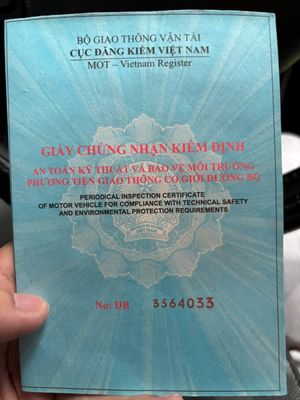 BỘ GIAO THÔNG VẬN TẢI
CỤC ĐĂNG KIỂM VIỆT NAM
MOT – Vietnam Register
GIẤY CHỨNG NHẬN KIỂM ĐỊNH
AN TOÀN KỸ THUẬT VÀ BẢO VỆ MÔI TRƯỜNG
PHƯƠNG TIỆN GIAO THÔNG CƠ GIỚI ĐƯỜNG BỘ
PERIODICAL INSPECTION CERTIFICATE
OF MOTOR VEHICLE FOR COMPLIANCE WITH TECHNICAL SAFETY
AND ENVIRONMENTAL PROTECTION REQUIREMENTS
VIỆT NAM
No: DB 3564033